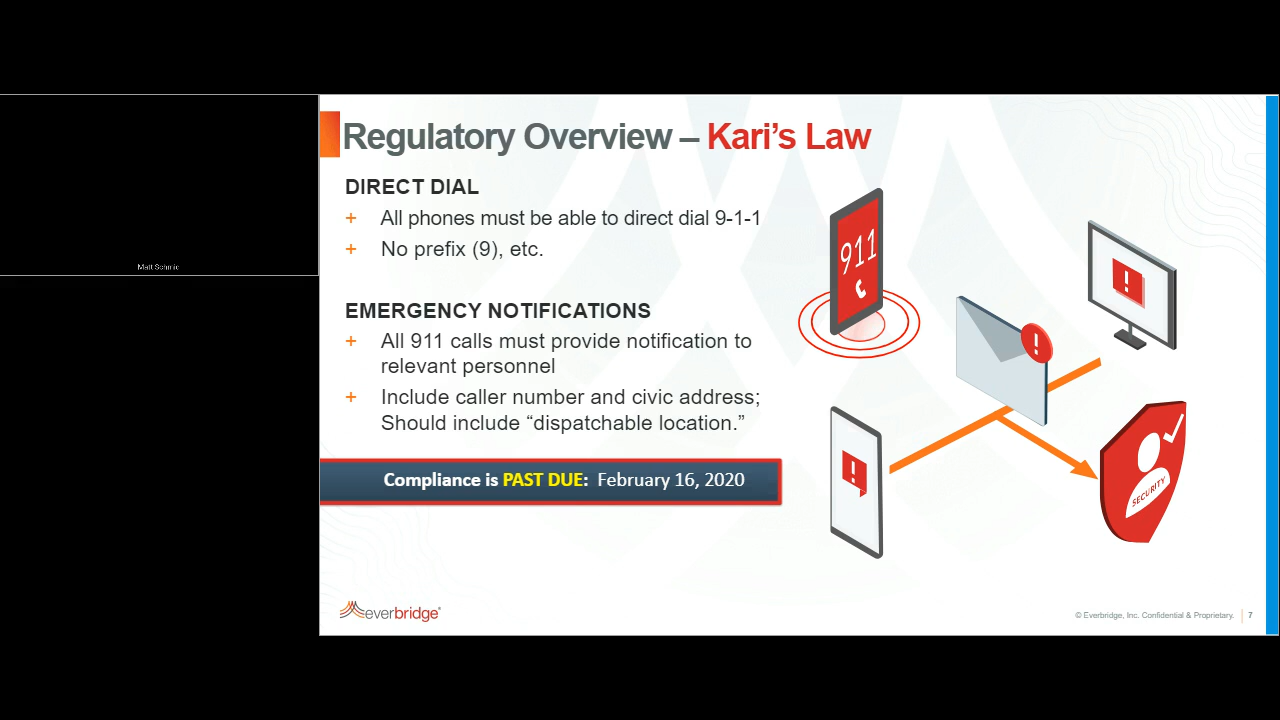 Matt Schmid
Regulatory Overview – Kari’s Law
DIRECT DIAL
+ All phones must be able to direct dial 9-1-1
+ No prefix (9), etc.
EMERGENCY NOTIFICATIONS
+ All 911 calls must provide notification to
relevant personnel
+ Include caller number and civic address;
Should include “dispatchable location.”
Compliance is PAST DUE: February 16, 2020
911
!
!
!
SECURITY
everbridge®
© Everbridge, Inc. Confidential & Proprietary. | 7